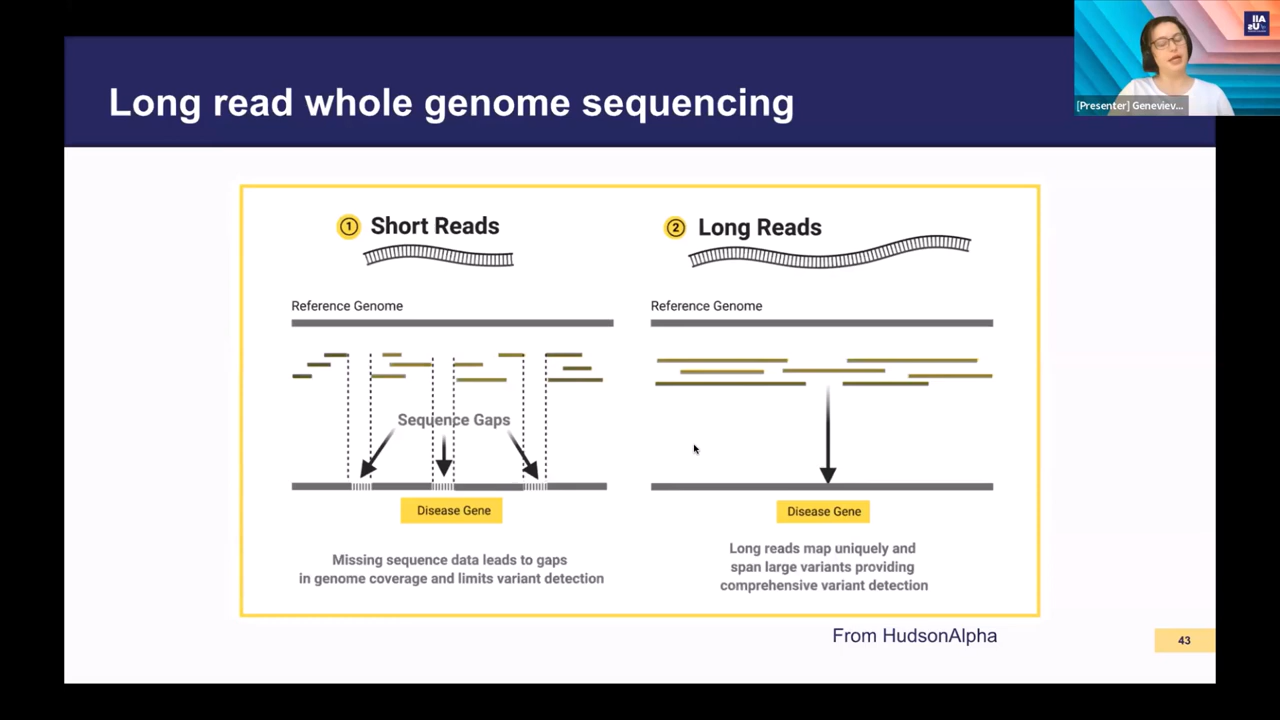 Long read whole genome sequencing
[Presenter] Geneviev...
1 Short Reads
Reference Genome
Sequence Gaps
Disease Gene
Missing sequence data leads to gaps
in genome coverage and limits variant detection
2 Long Reads
Reference Genome
Disease Gene
Long reads map uniquely and
span large variants providing
comprehensive variant detection
From HudsonAlpha
43